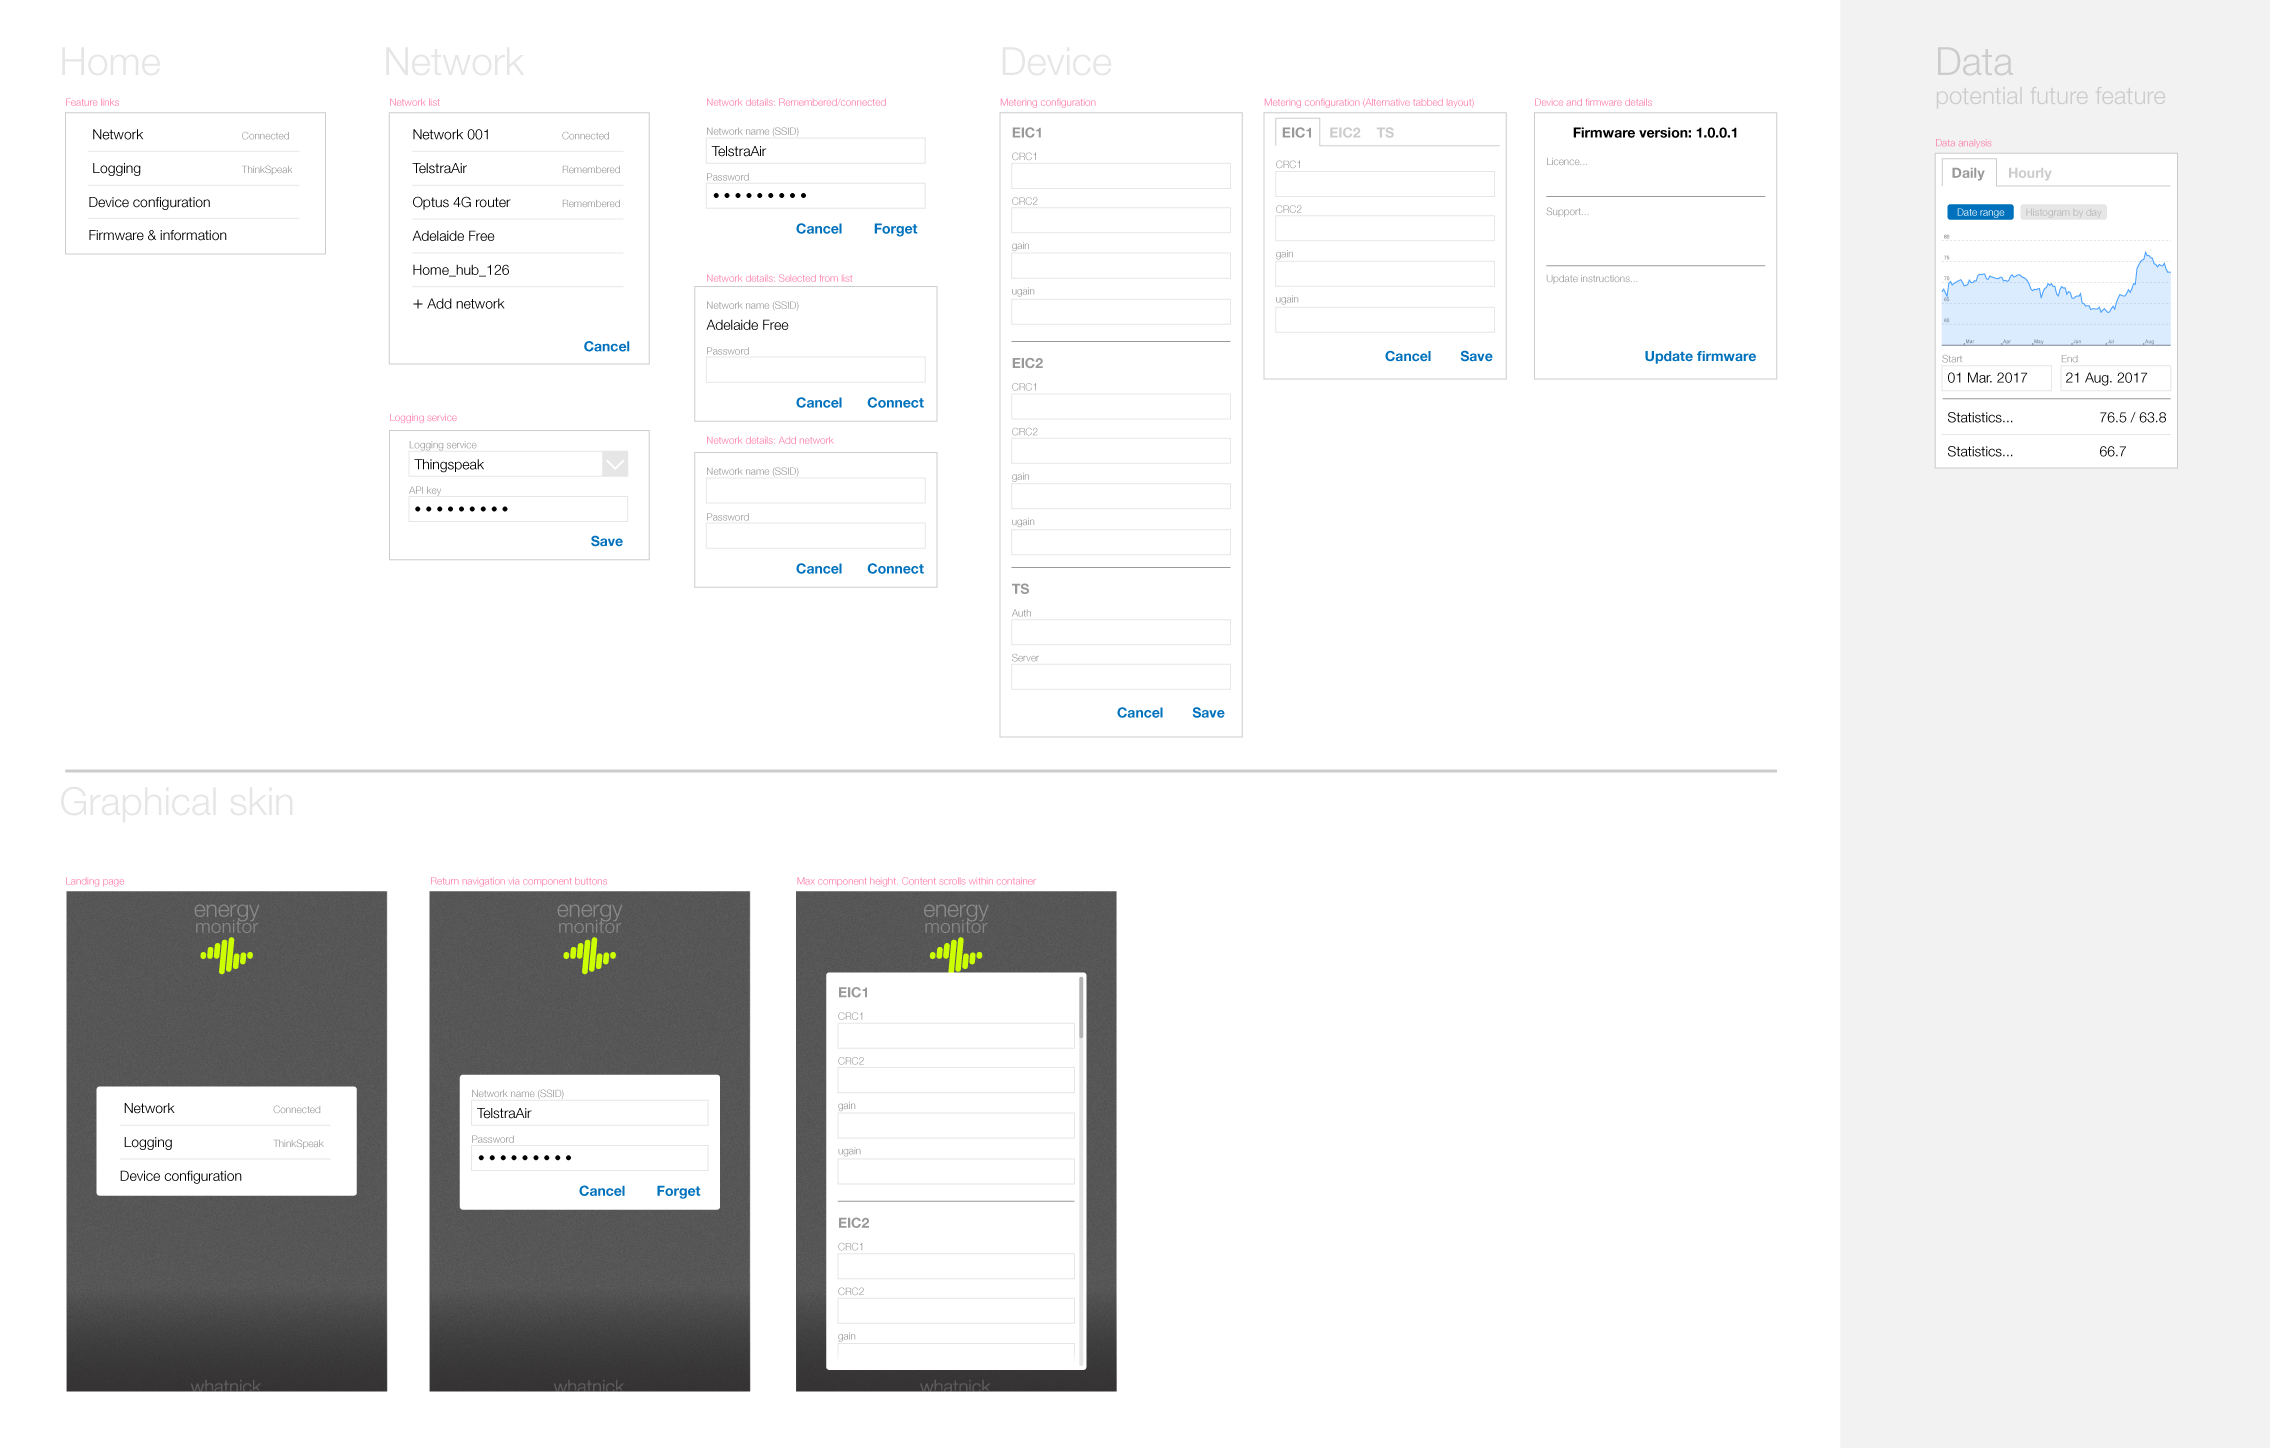 Home
Feature links
Network Connected
Logging ThinkSpeak
Device configuration
Firmware & information
Network
Network list
Network 001 Connected
TelstraAir Remembered
Optus 4G router Remembered
Adelaide Free
Home_hub_126
+ Add network
Cancel
Logging service
Logging service
Thingspeak
API key
•••••••••
Save
Network details: Remembered/connected
Network name (SSID)
TelstraAir
Password
•••••••••
Cancel Forget
Network details: Selected from list
Network name (SSID)
Adelaide Free
Password
Cancel Connect
Network details: Add network
Network name (SSID)
Password
Cancel Connect
Device
Metering configuration
EIC1
CRC1
CRC2
gain
ugain
EIC2
CRC1
CRC2
gain
ugain
TS
Auth
Server
Cancel Save
Metering configuration (Alternative tabbed layout)
EIC1 EIC2 TS
CRC1
CRC2
gain
ugain
Cancel Save
Device and firmware details
Firmware version: 1.0.0.1
Licence...
Support...
Update instructions...
Update firmware
Data
potential future feature
Data analysis
Daily Hourly
Date range Histogram by day
75
70
65
Mar Apr May Jan Jul Aug
Start End
01 Mar. 2017 21 Aug. 2017
Statistics... 76.5 / 63.8
Statistics... 66.7
Graphical skin
Landing page
energy
monitor
Network Connected
Logging ThinkSpeak
Device configuration
whatnick
Return navigation via component buttons
energy
monitor
Network name (SSID)
TelstraAir
Password
•••••••••
Cancel Forget
whatnick
Max component height. Content scrolls within container
energy
monitor
EIC1
CRC1
CRC2
gain
ugain
EIC2
CRC1
CRC2
gain
whatnick